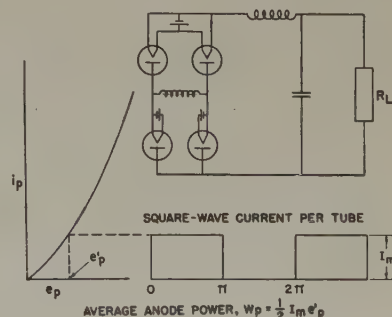 R_L
i_p
SQUARE-WAVE CURRENT PER TUBE
e'_p
I_m
e_p
0 π 2π
AVERAGE ANODE POWER, W_P = 1/2 I_m e'_p